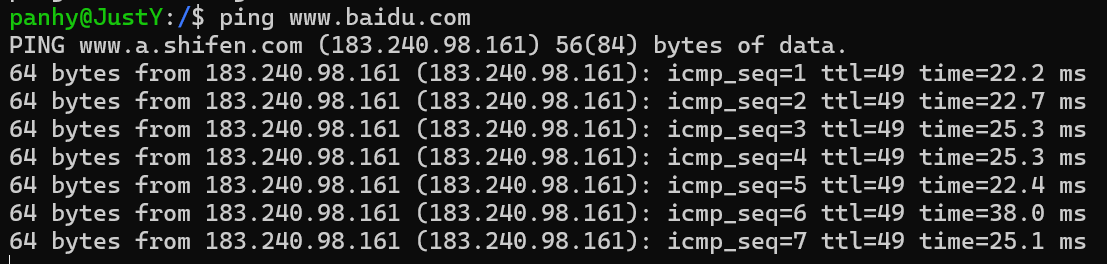 panhy@JustY:/$ ping www.baidu.com
PING www.a.shifen.com (183.240.98.161) 56(84) bytes of data.
64 bytes from 183.240.98.161 (183.240.98.161): icmp_seq=1 ttl=49 time=22.2 ms
64 bytes from 183.240.98.161 (183.240.98.161): icmp_seq=2 ttl=49 time=22.7 ms
64 bytes from 183.240.98.161 (183.240.98.161): icmp_seq=3 ttl=49 time=25.3 ms
64 bytes from 183.240.98.161 (183.240.98.161): icmp_seq=4 ttl=49 time=25.3 ms
64 bytes from 183.240.98.161 (183.240.98.161): icmp_seq=5 ttl=49 time=22.4 ms
64 bytes from 183.240.98.161 (183.240.98.161): icmp_seq=6 ttl=49 time=38.0 ms
64 bytes from 183.240.98.161 (183.240.98.161): icmp_seq=7 ttl=49 time=25.1 ms